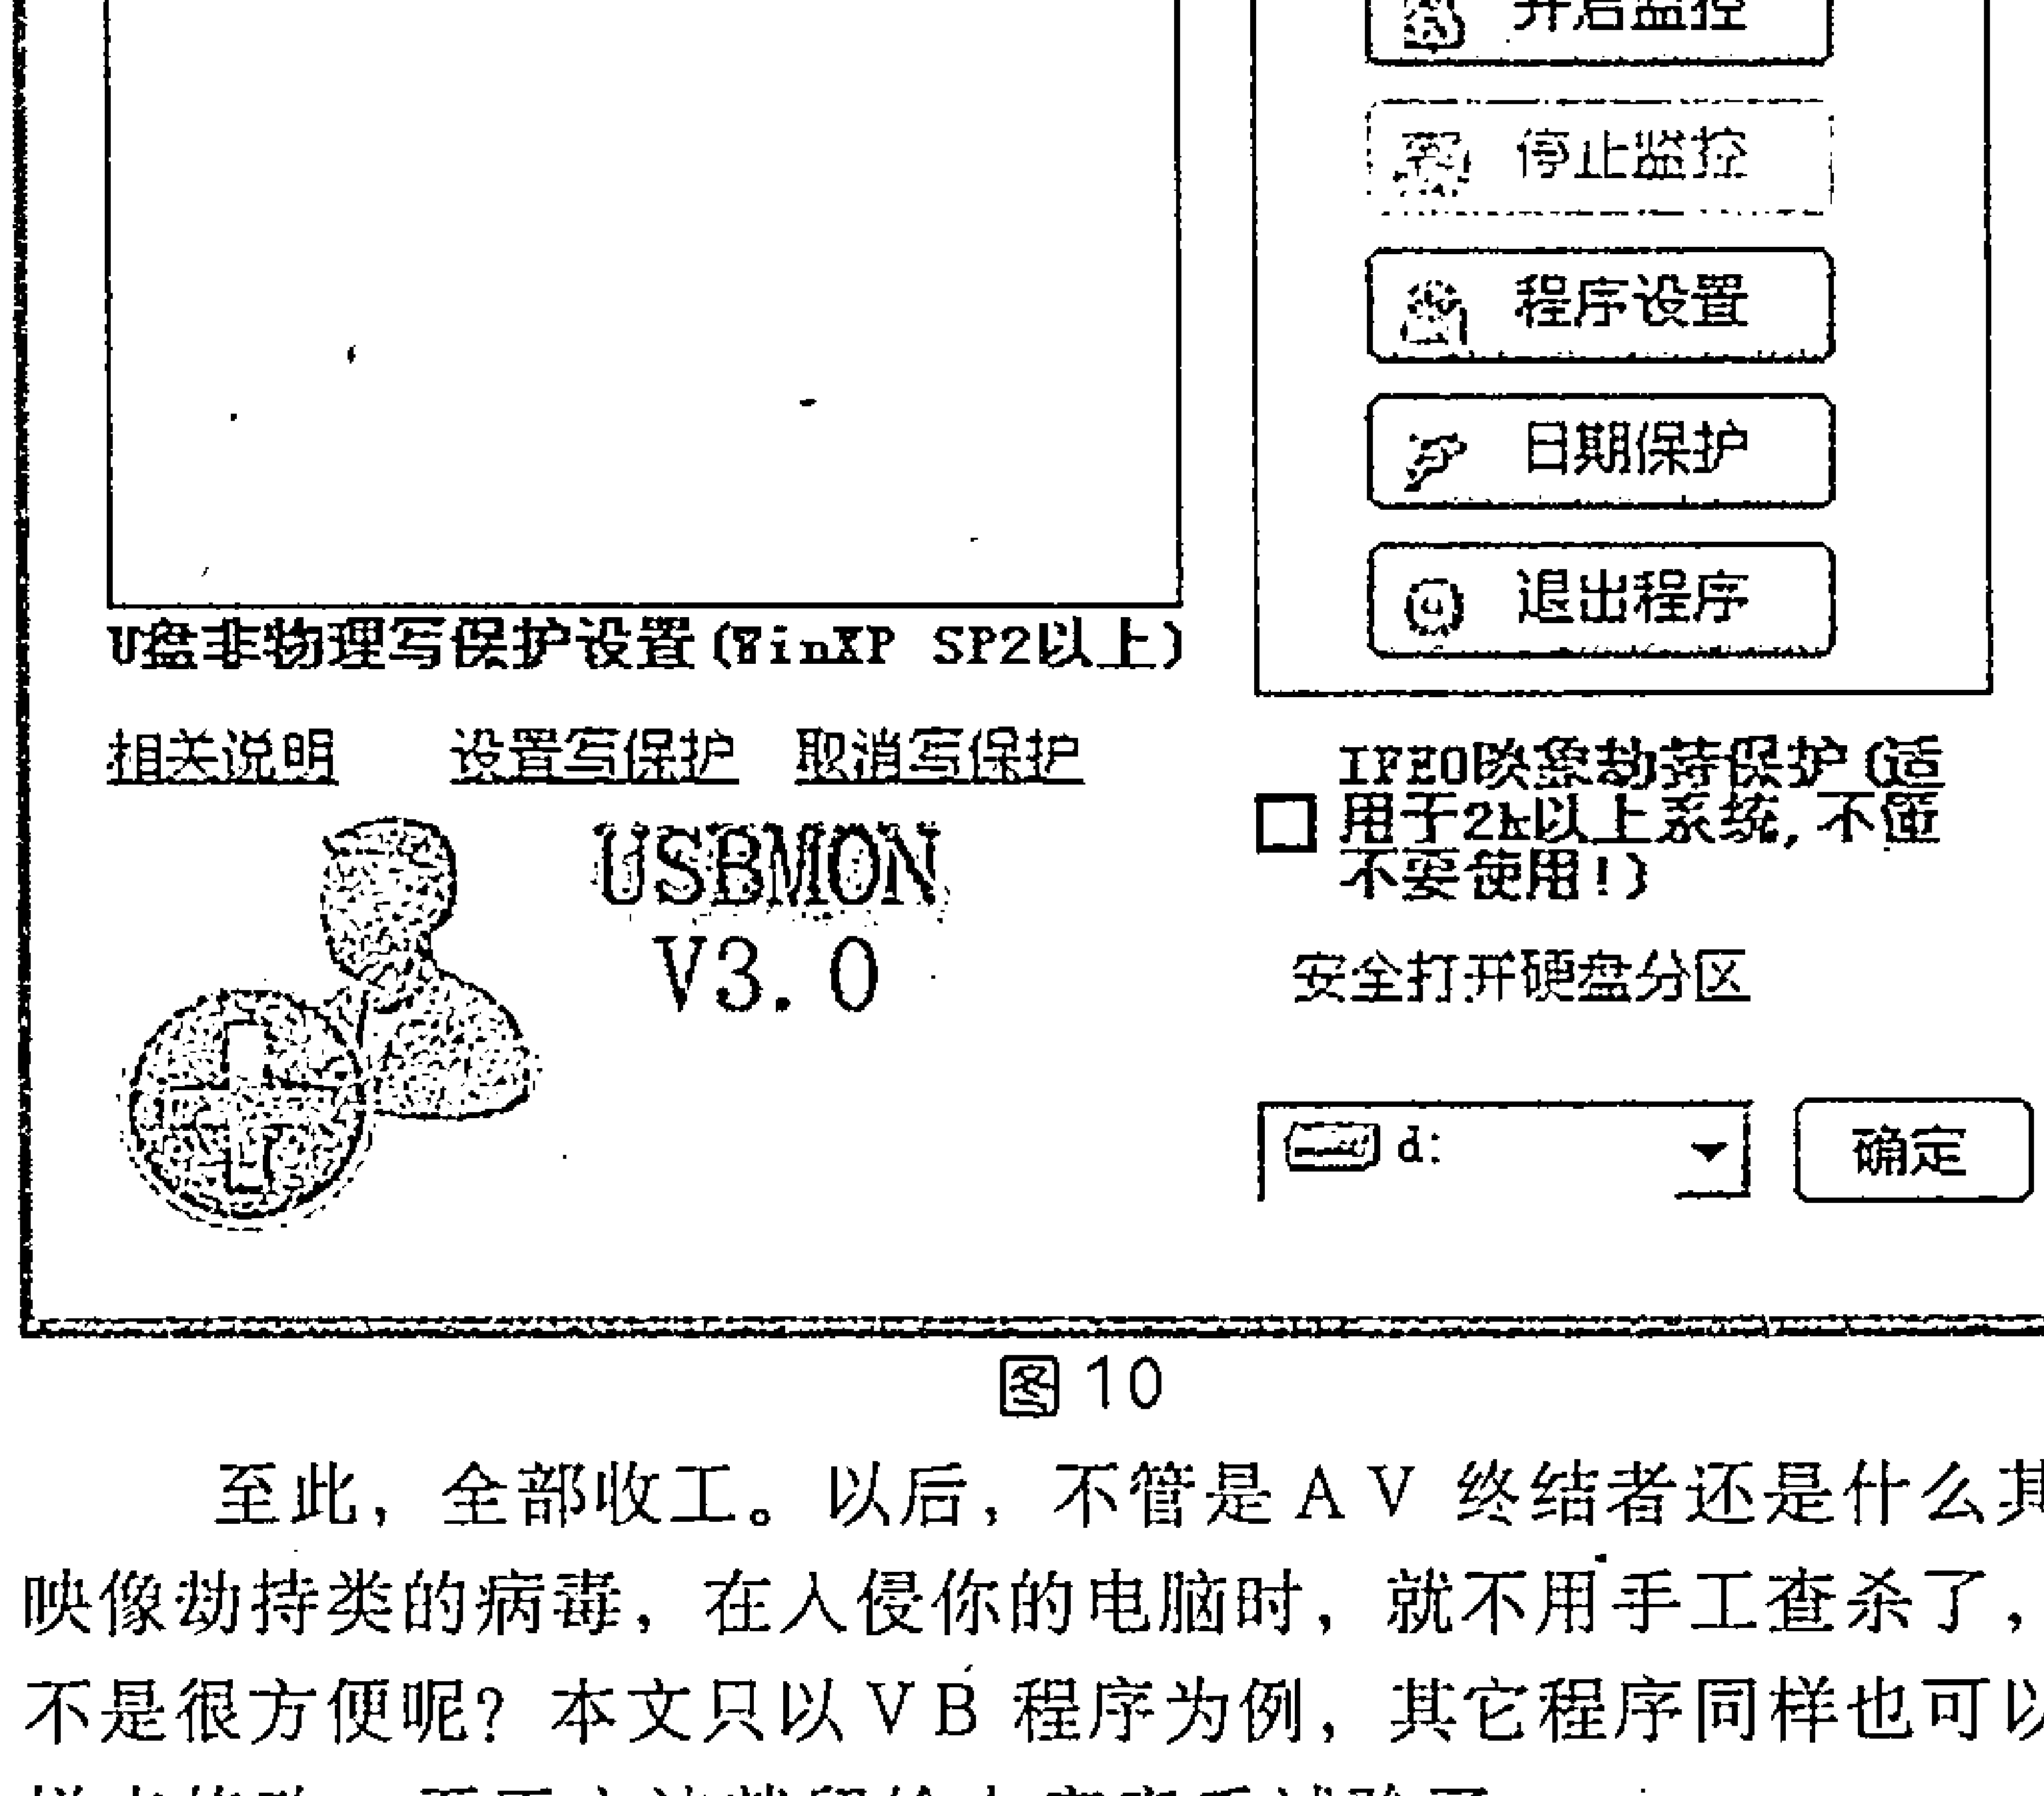 开启监控
停止监控
程序设置
日期保护
退出程序
U盘非物理写保护设置(WinXP SP2以上)
相关说明 设置写保护 取消写保护
IFEO映象劫持保护(适
用于2k以上系统,不懂
不要使用!)
USBMON
V3.0
安全打开硬盘分区
d:
确定
图 10
至此，全部收工。以后，不管是AV 终结者还是什么其
映像劫持类的病毒，在入侵你的电脑时，就不用手工查杀了，
不是很方便呢？本文只以VB 程序为例，其它程序同样也可以